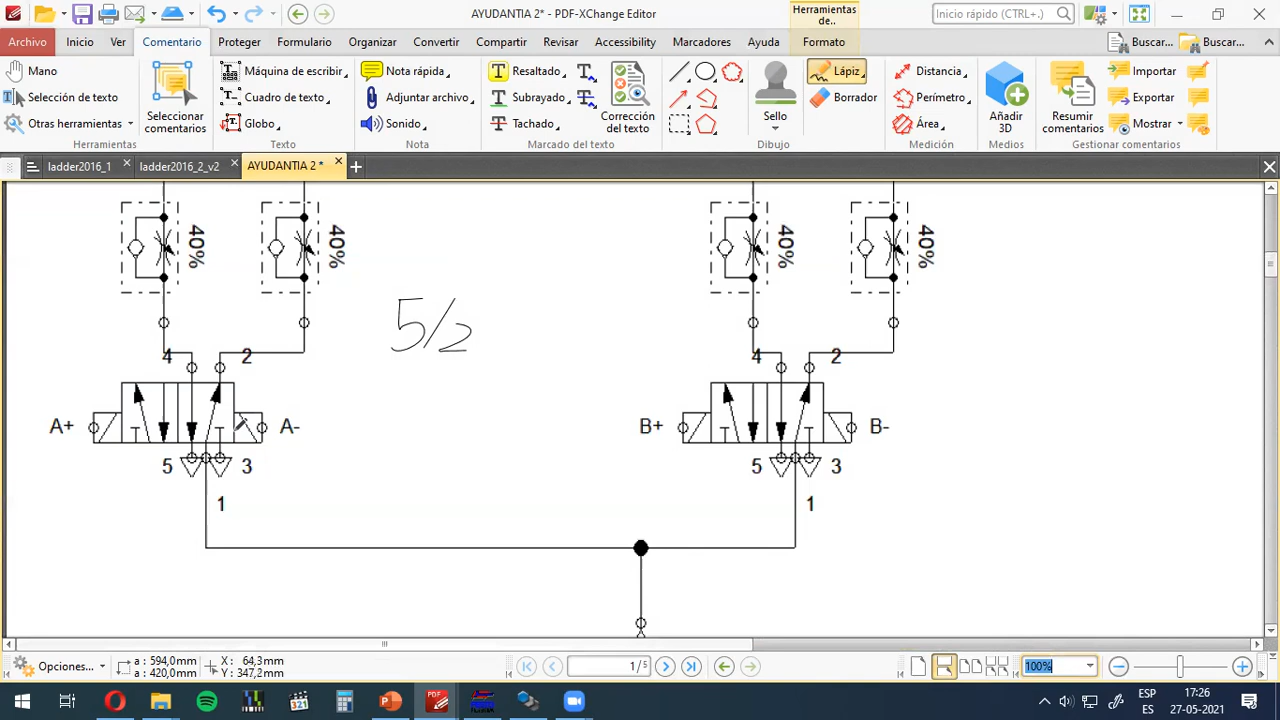 AYUDANTIA 2 * - PDF-XChange Editor
Herramientas
de..
Inicio rápido (CTRL+.)
Archivo Inicio Ver Comentario Proteger Formulario Organizar Convertir Compartir Revisar Accessibility Marcadores Ayuda Formato Buscar... Buscar...
Mano
Selección de texto
Otras herramientas
Herramientas
Seleccionar
comentarios
Máquina de escribir
Cuadro de texto
Globo
Texto
Nota rápida
Adjuntar archivo
Sonido
Nota
Resaltado
Subrayado
Tachado
Corrección
del texto
Marcado del texto
Dibujo
Sello
Lápiz
Borrador
Distancia
Perímetro
Área
Medición
Añadir
3D
Medios
Resumir
comentarios
Importar
Exportar
Mostrar
Gestionar comentarios
ladder2016_1 ladder2016_2_v2 AYUDANTIA 2 *
40% 40% 40% 40%
5/2
4 2 4 2
A+ A- B+ B-
5 3 5 3
1 1
Opciones...
a : 594,0mm
a : 420,0mm
X : 64,3mm
Y : 347,2mm
1 / 5
100%
321
PDF
ESP
ES
17:26
27-05-2021